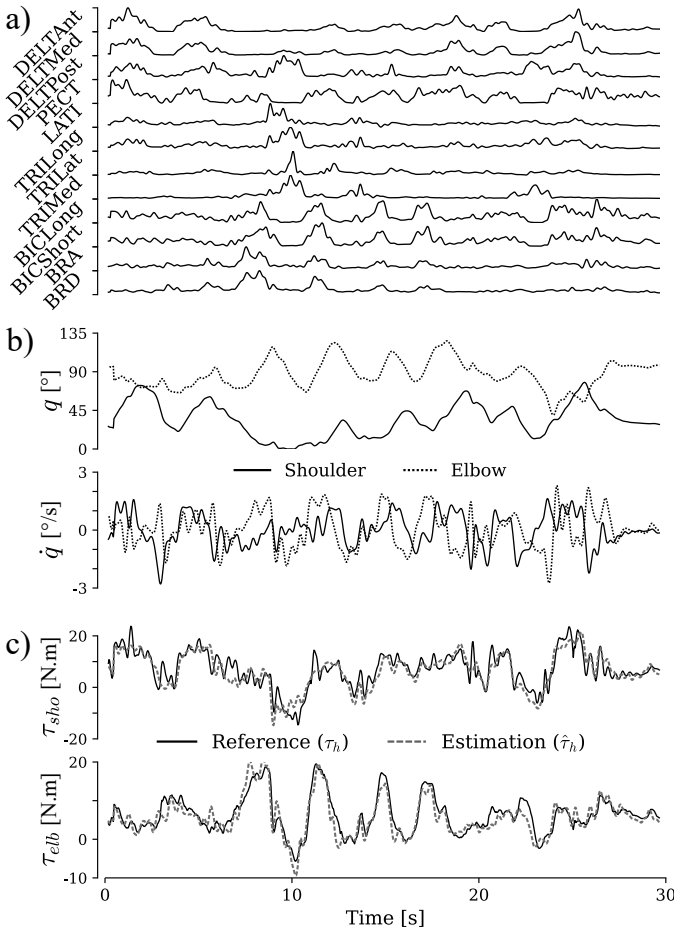 a)
DELTAnt
DELTMed
DELTPost
PECT
LATI
TRILong
TRILat
TRIMed
BICLong
BICShort
BRA
BRD
b)
135
90
45
0
q [°]
Shoulder Elbow
3
0
-3
q̇ [°/s]
c)
20
0
-20
τsho [N.m]
Reference (τh) Estimation (τ̂h)
20
0
-10
τelb [N.m]
0 10 20 30
Time [s]